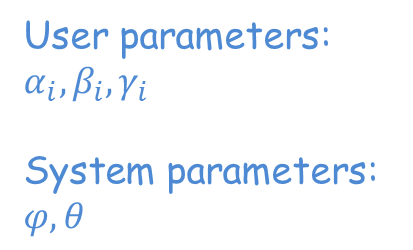 User parameters:
αᵢ, βᵢ, γᵢ
System parameters:
φ, θ